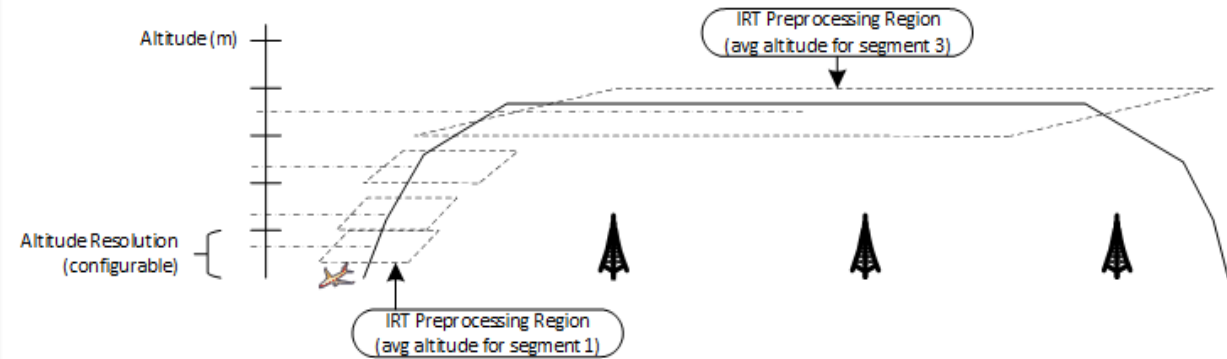 IRT Preprocessing Region
(avg altitude for segment 3)
Altitude (m)
Altitude Resolution
(configurable)
IRT Preprocessing Region
(avg altitude for segment 1)